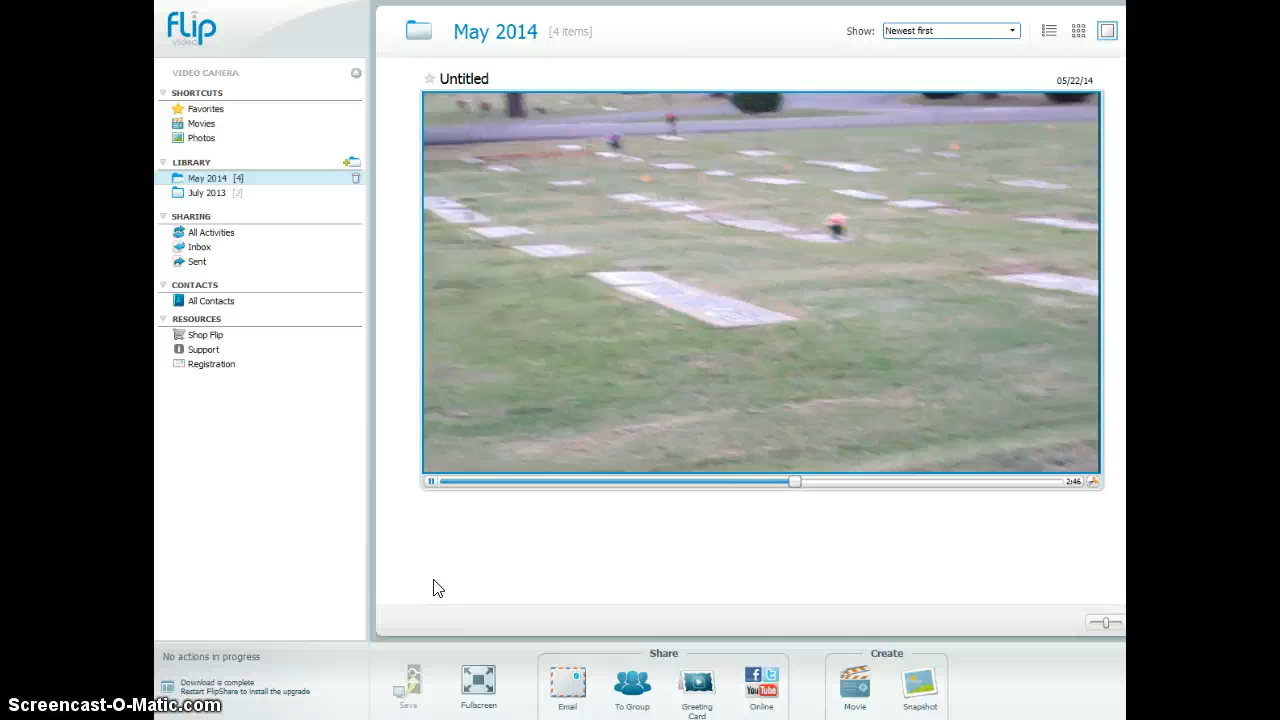 flip
video
VIDEO CAMERA
SHORTCUTS
Favorites
Movies
Photos
LIBRARY
May 2014 [4]
July 2013 [2]
SHARING
All Activities
Inbox
Sent
CONTACTS
All Contacts
RESOURCES
Shop Flip
Support
Registration
May 2014 [4 items]
Show: Newest first
Untitled
05/22/14
2:46
No actions in progress
Download is complete
Restart FlipShare to install the upgrade
Save
Fullscreen
Share
Email
To Group
Greeting
Card
Online
You Tube
Create
Movie
Snapshot
Screencast-O-Matic.com